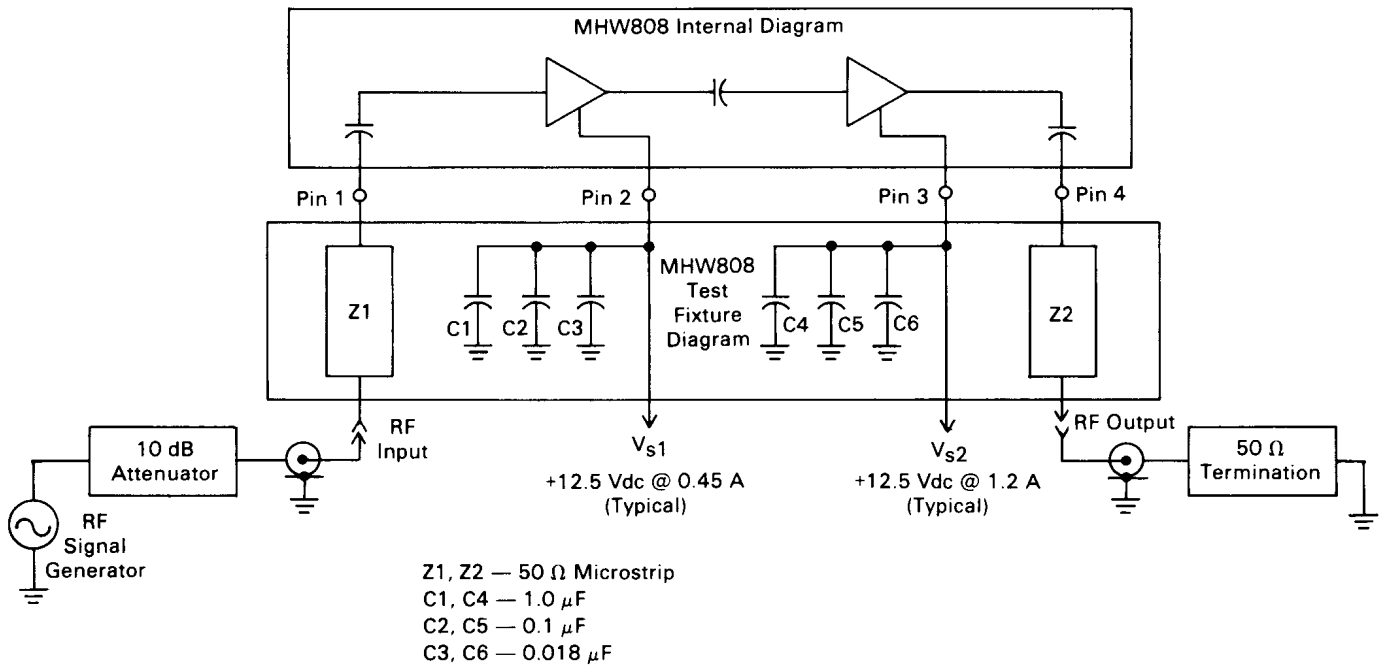 MHW808 Internal Diagram
Pin 1
Pin 2
Pin 3
Pin 4
Z1
C1
C2
C3
MHW808
Test
Fixture
Diagram
C4
C5
C6
Z2
10 dB
Attenuator
RF
Input
Vs1
+12.5 Vdc @ 0.45 A
(Typical)
Vs2
+12.5 Vdc @ 1.2 A
(Typical)
RF Output
50 Ω
Termination
RF
Signal
Generator
Z1, Z2 — 50 Ω Microstrip
C1, C4 — 1.0 μF
C2, C5 — 0.1 μF
C3, C6 — 0.018 μF